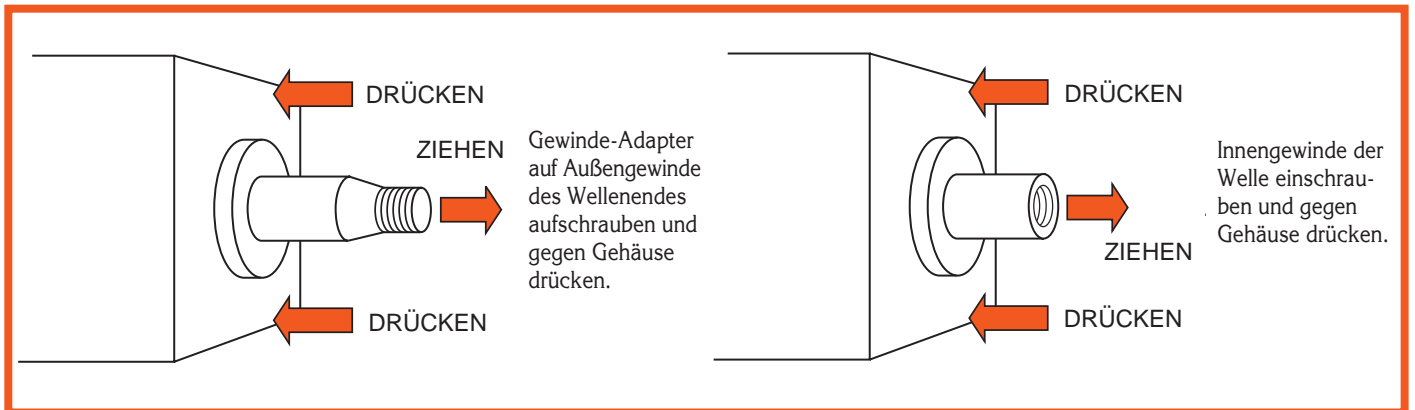 DRÜCKEN
ZIEHEN
Gewinde-Adapter
auf Außengewinde
des Wellenendes
aufschrauben und
gegen Gehäuse
drücken.
DRÜCKEN
DRÜCKEN
Innengewinde der
Welle einschrau-
ben und gegen
Gehäuse drücken.
ZIEHEN
DRÜCKEN